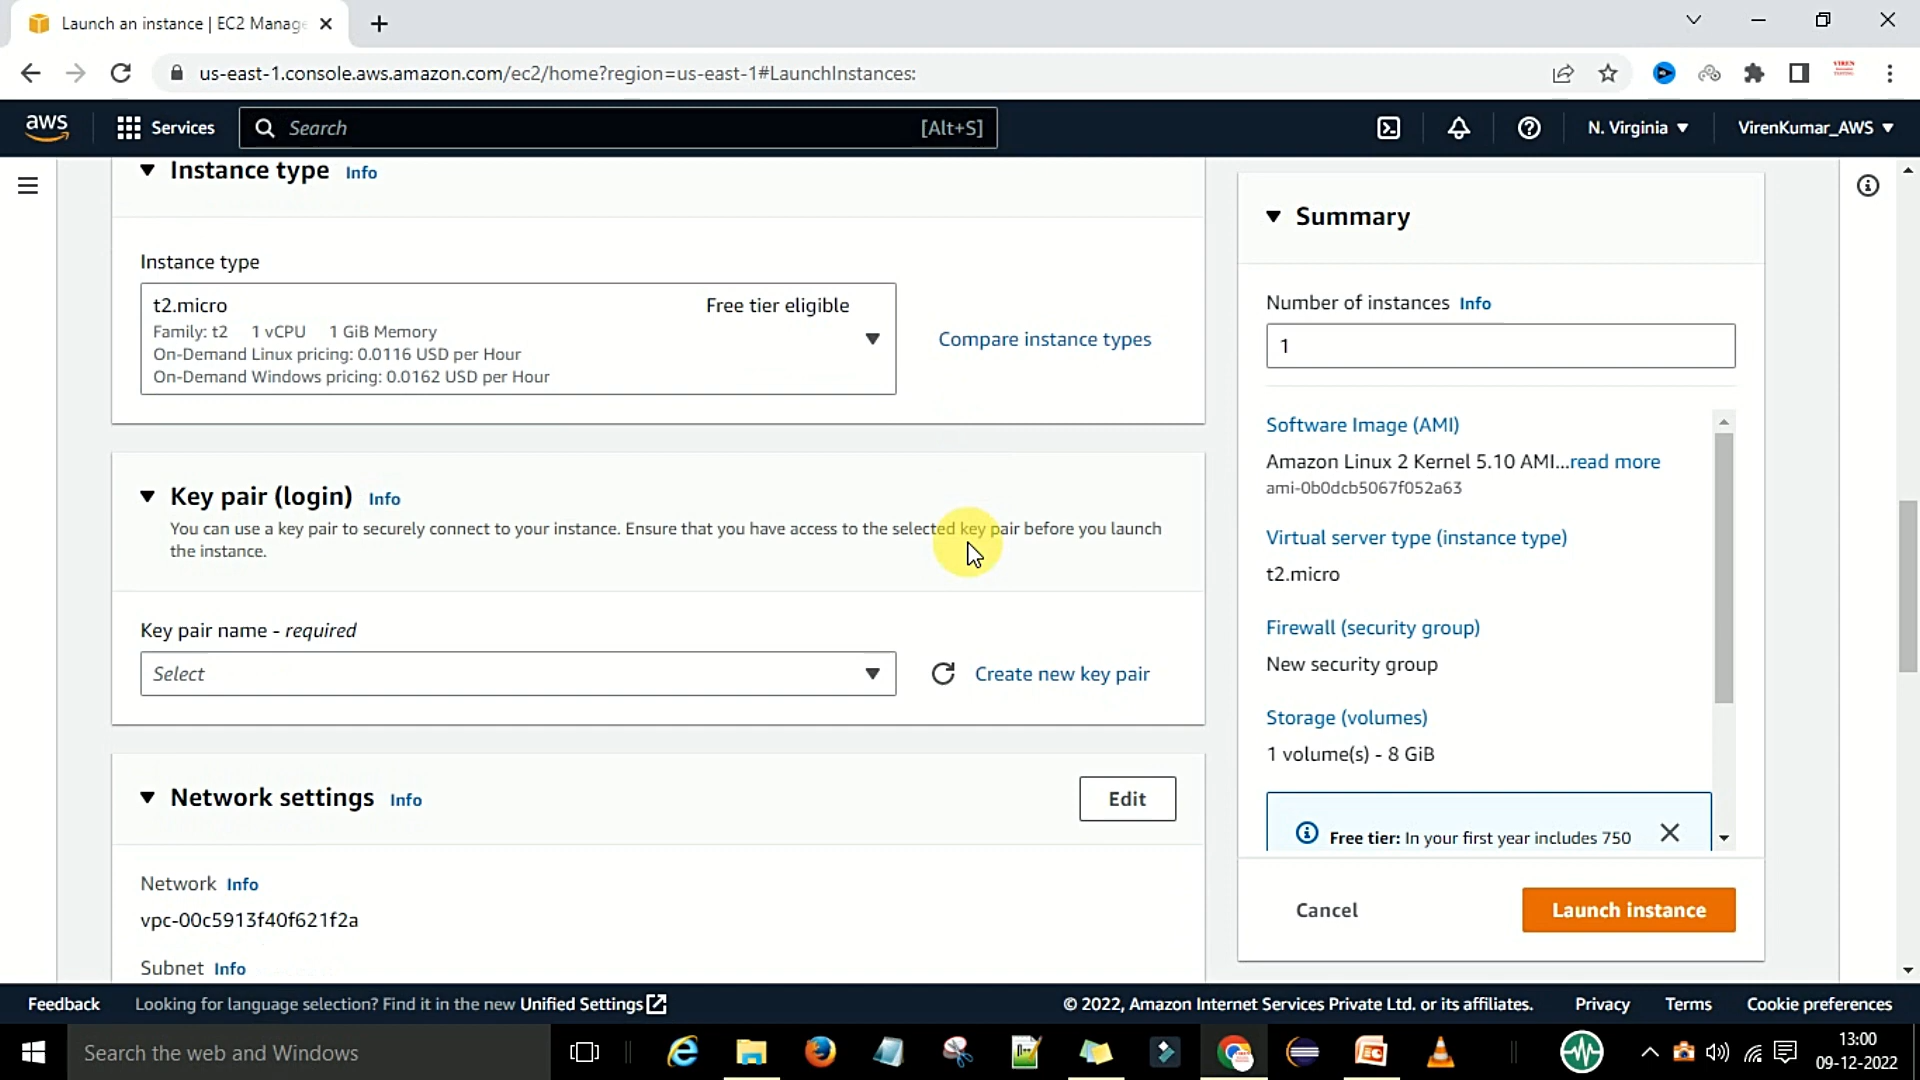 Launch an instance | EC2 Manage
us-east-1.console.aws.amazon.com/ec2/home?region=us-east-1#LaunchInstances:
VIREN
aws
Services
Search
[Alt+S]
N. Virginia
VirenKumar_AWS
Instance type Info
Instance type
t2.micro
Free tier eligible
Family: t2 1 vCPU 1 GiB Memory
On-Demand Linux pricing: 0.0116 USD per Hour
On-Demand Windows pricing: 0.0162 USD per Hour
Compare instance types
Key pair (login) Info
You can use a key pair to securely connect to your instance. Ensure that you have access to the selected key pair before you launch
the instance.
Key pair name - required
Select
Create new key pair
Network settings Info
Edit
Network Info
vpc-00c5913f40f621f2a
Subnet Info
Summary
Number of instances Info
1
Software Image (AMI)
Amazon Linux 2 Kernel 5.10 AMI...read more
ami-0b0dcb5067f052a63
Virtual server type (instance type)
t2.micro
Firewall (security group)
New security group
Storage (volumes)
1 volume(s) - 8 GiB
Free tier: In your first year includes 750
Cancel
Launch instance
Feedback
Looking for language selection? Find it in the new Unified Settings
© 2022, Amazon Internet Services Private Ltd. or its affiliates.
Privacy
Terms
Cookie preferences
Search the web and Windows
13:00
09-12-2022